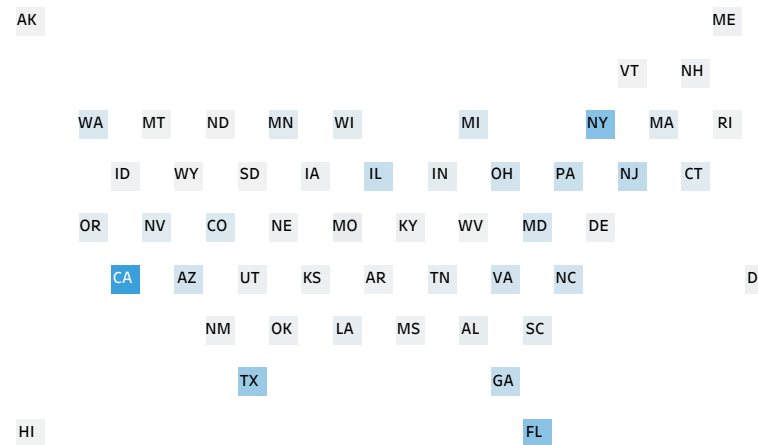 AK ME
VT NH
WA MT ND MN WI MI NY MA RI
ID WY SD IA IL IN OH PA NJ CT
OR NV CO NE MO KY WV MD DE
CA AZ UT KS AR TN VA NC D
NM OK LA MS AL SC
TX GA
HI FL